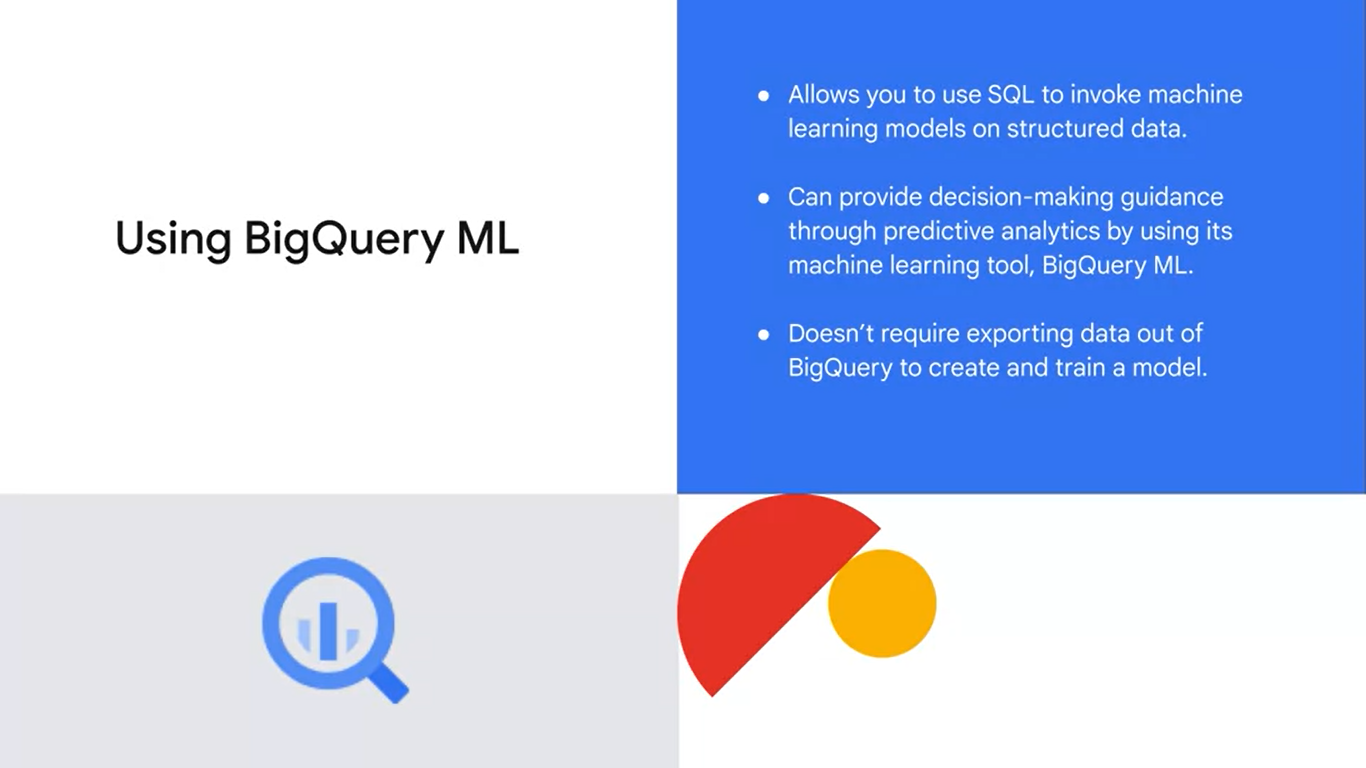 Using BigQuery ML
● Allows you to use SQL to invoke machine
learning models on structured data.
● Can provide decision-making guidance
through predictive analytics by using its
machine learning tool, BigQuery ML.
● Doesn’t require exporting data out of
BigQuery to create and train a model.